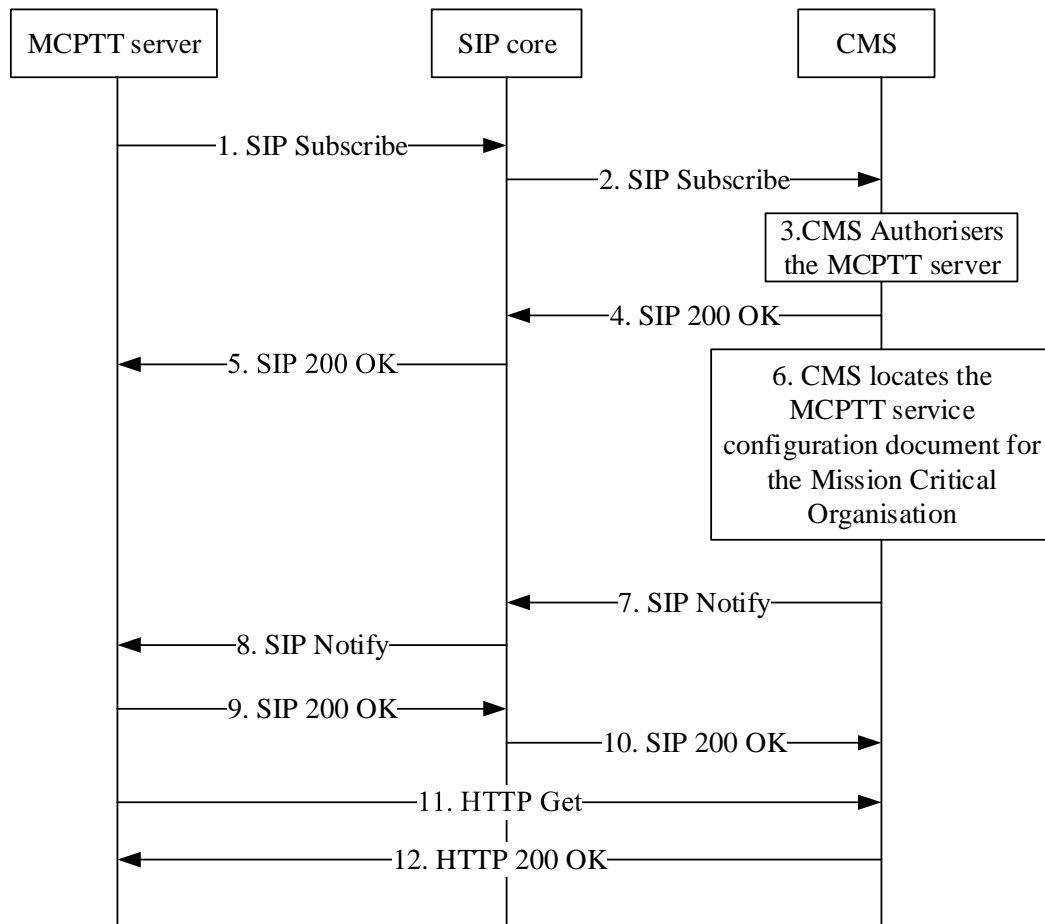 MCPTT server
SIP core
CMS
1. SIP Subscribe
2. SIP Subscribe
3.CMS Authorisers
the MCPTT server
4. SIP 200 OK
5. SIP 200 OK
6. CMS locates the
MCPTT service
configuration document for
the Mission Critical
Organisation
7. SIP Notify
8. SIP Notify
9. SIP 200 OK
10. SIP 200 OK
11. HTTP Get
12. HTTP 200 OK